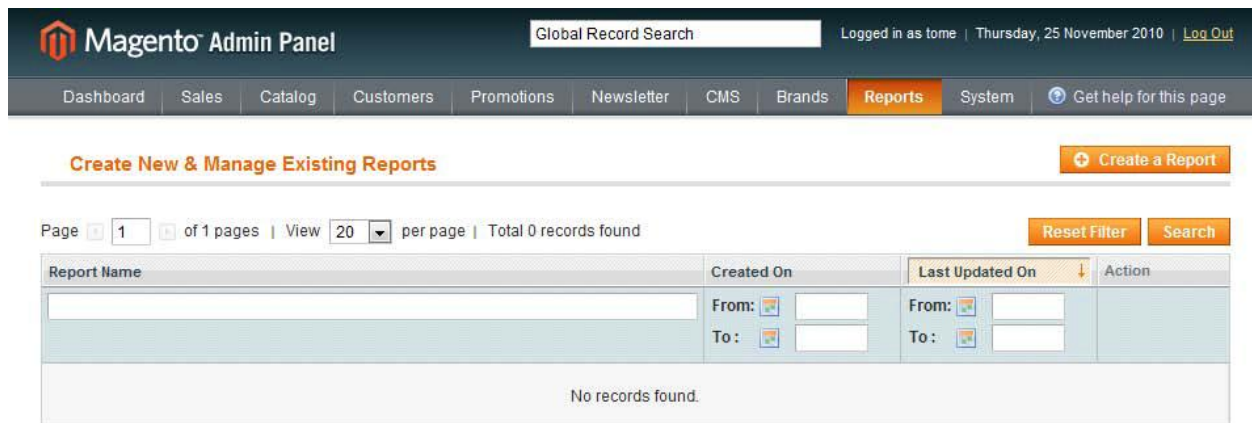 Magento Admin Panel
Global Record Search
Logged in as tome | Thursday, 25 November 2010 | Log Out
Dashboard Sales Catalog Customers Promotions Newsletter CMS Brands Reports System Get help for this page
Create New & Manage Existing Reports
Create a Report
Page 1 of 1 pages | View 20 per page | Total 0 records found
Reset Filter Search
Report Name Created On Last Updated On Action
From: From:
To : To :
No records found.